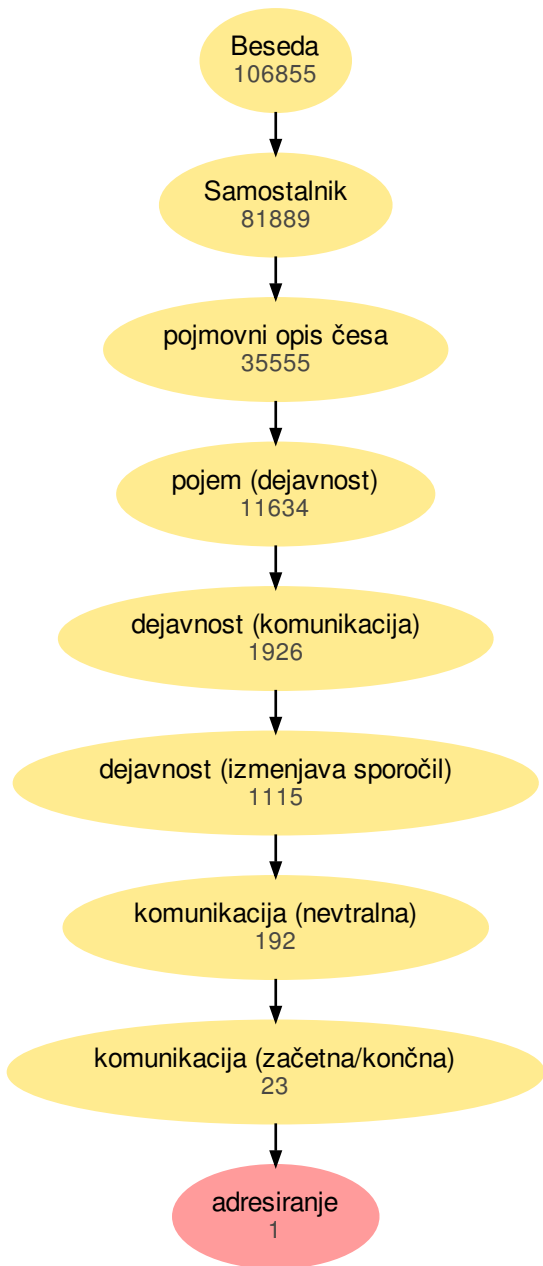 Beseda
106855
Samostalnik
81889
pojmovni opis česa
35555
pojem (dejavnost)
11634
dejavnost (komunikacija)
1926
dejavnost (izmenjava sporočil)
1115
komunikacija (nevtralna)
192
komunikacija (začetna/končna)
23
adresiranje
1